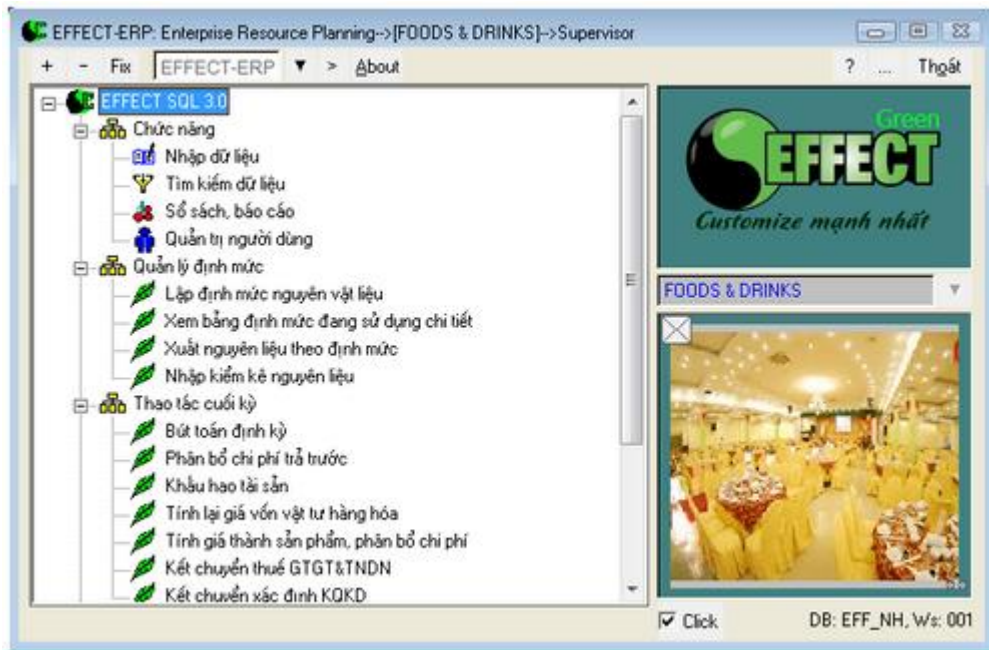 EFFECT-ERP: Enterprise Resource Planning-->[FOODS & DRINKS]-->Supervisor
+ - Fix EFFECT-ERP ▼ > About ? ... Thoát
EFFECT SQL 3.0
Chức năng
Nhập dữ liệu
Tìm kiếm dữ liệu
Sổ sách, báo cáo
Quản trị người dùng
Quản lý định mức
Lập định mức nguyên vật liệu
Xem bảng định mức đang sử dụng chi tiết
Xuất nguyên liệu theo định mức
Nhập kiểm kê nguyên liệu
Thao tác cuối kỳ
Bút toán định kỳ
Phân bổ chi phí trả trước
Khấu hao tài sản
Tính lại giá vốn vật tư hàng hóa
Tính giá thành sản phẩm, phân bổ chi phí
Kết chuyển thuế GTGT&TNDN
Kết chuyển xác định KQKD
Green
EFFECT
Customize mạnh nhất
FOODS & DRINKS
Click
DB: EFF_NH, Ws: 001